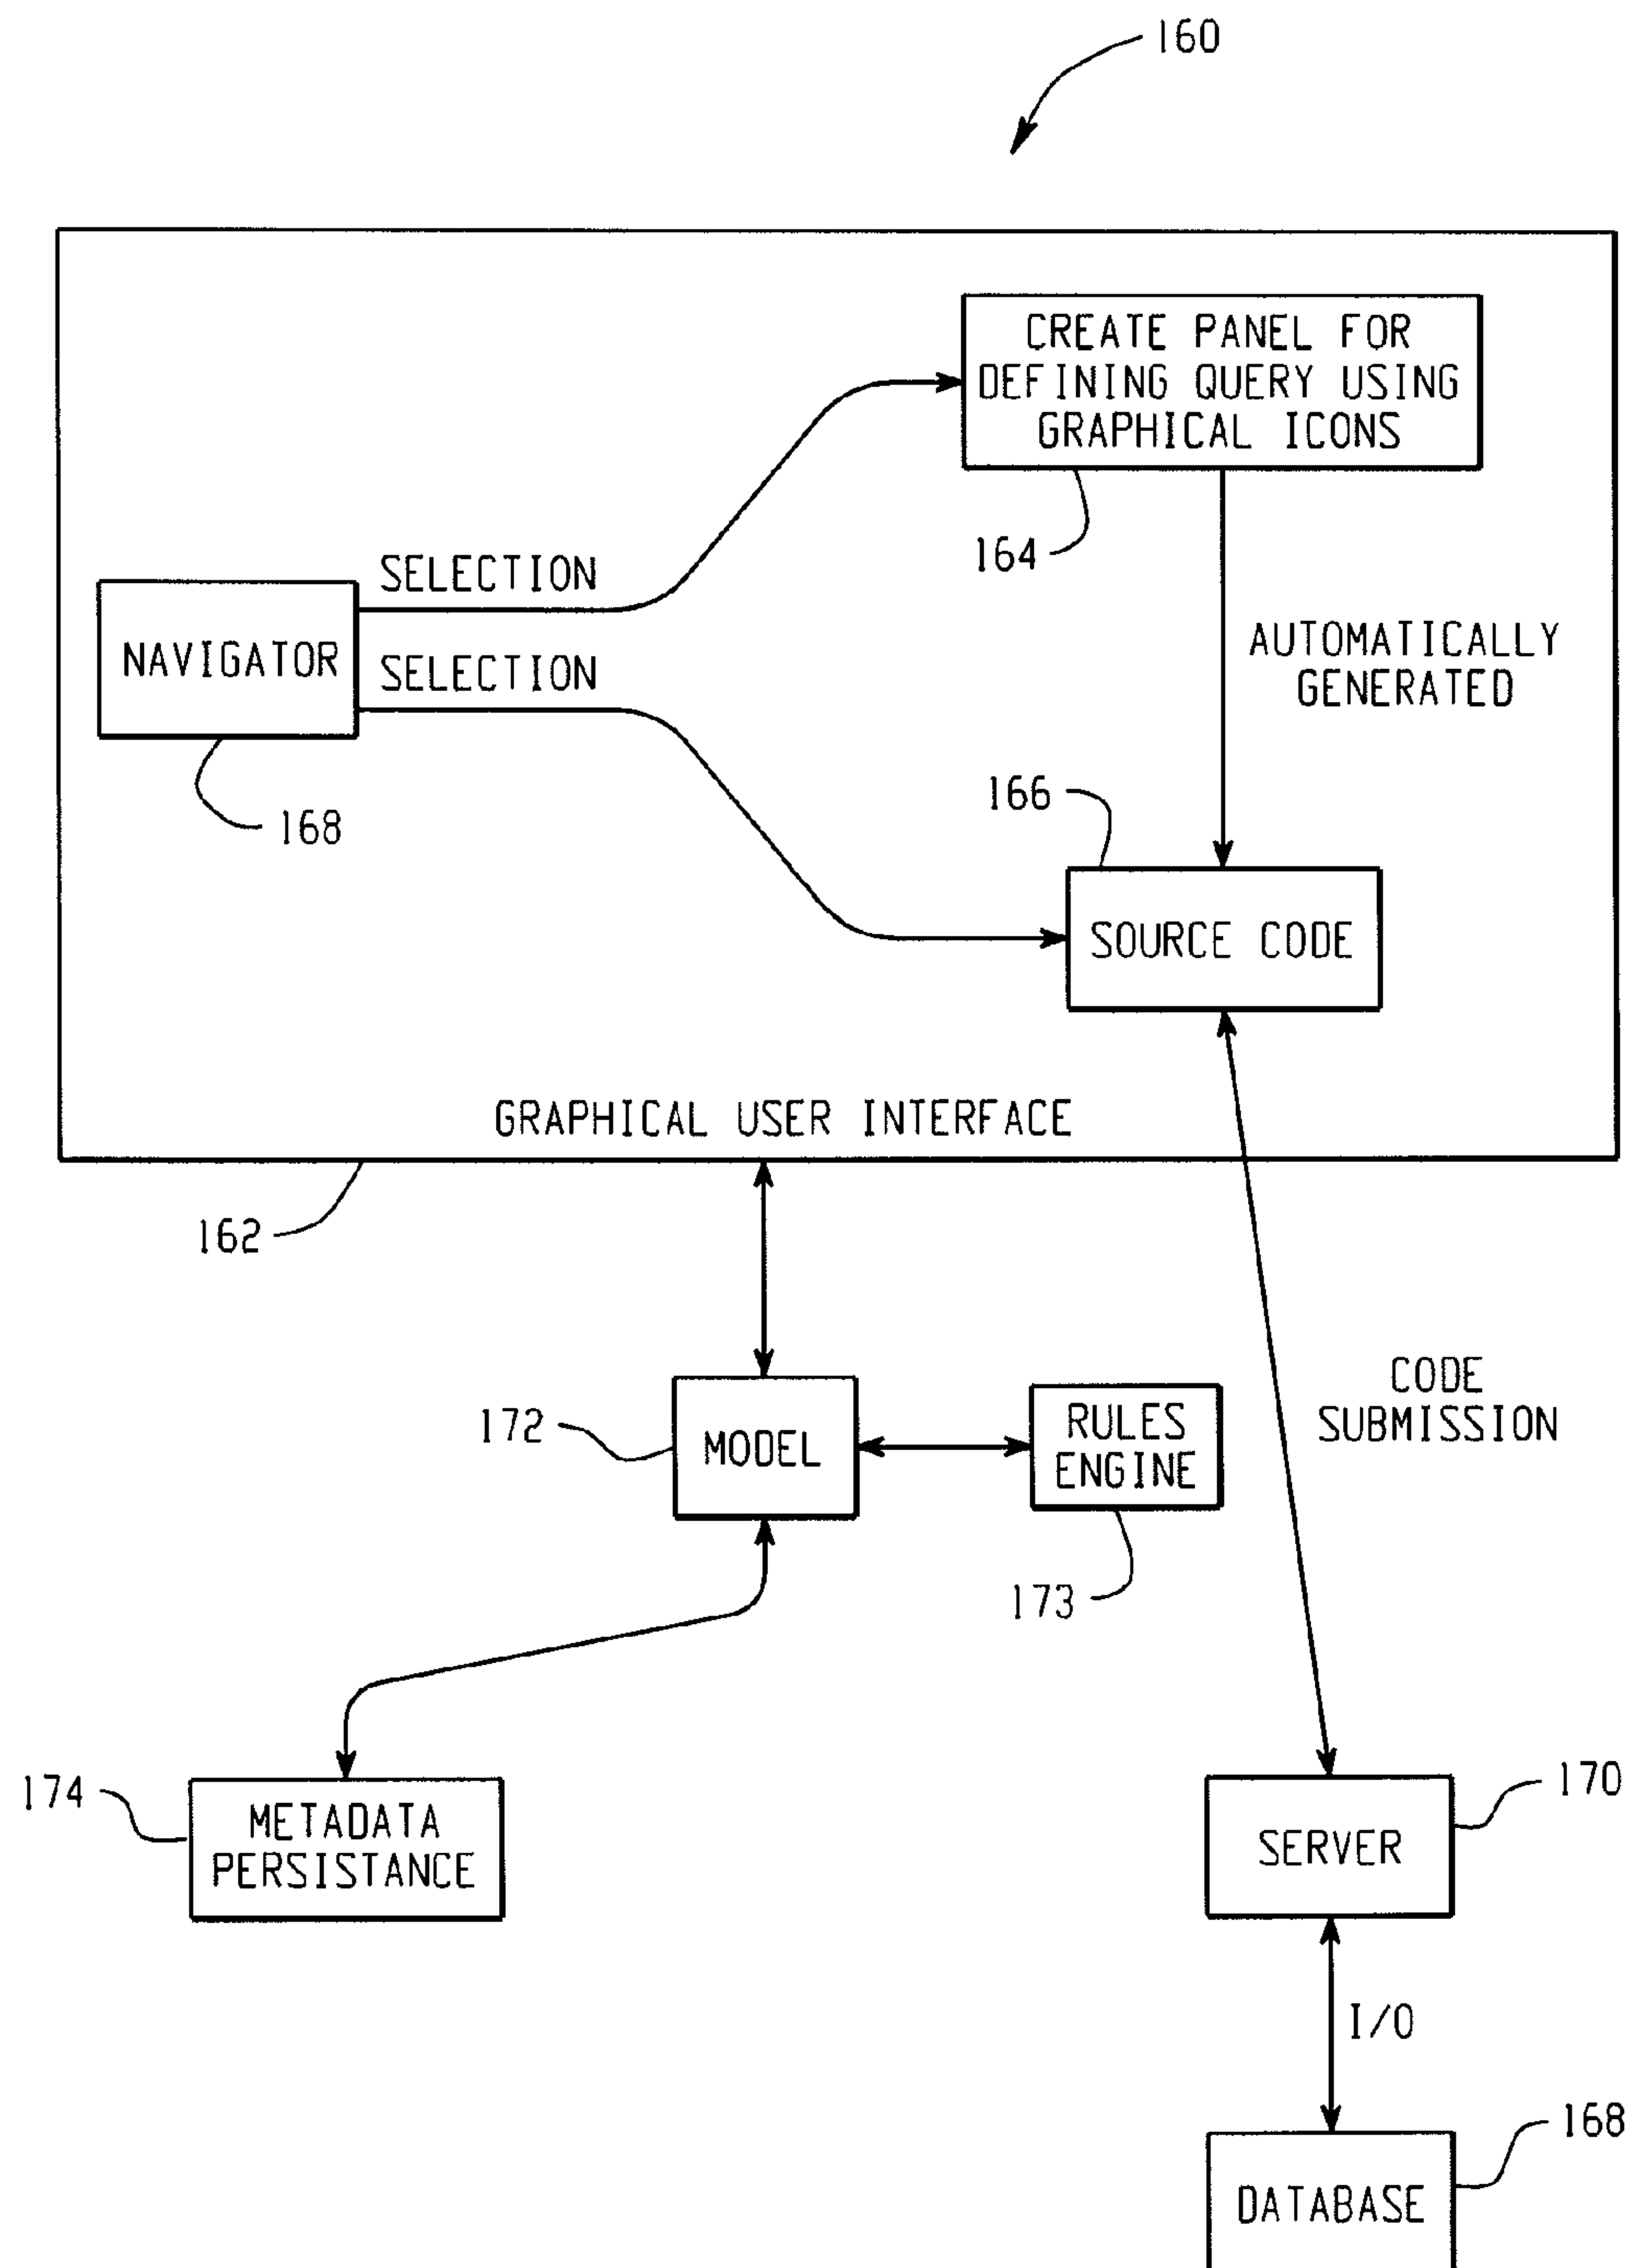 160
CREATE PANEL FOR
DEFINING QUERY USING
GRAPHICAL ICONS
164
SELECTION
NAVIGATOR
SELECTION
168
AUTOMATICALLY
GENERATED
166
SOURCE CODE
GRAPHICAL USER INTERFACE
162
172
MODEL
RULES
ENGINE
173
CODE
SUBMISSION
174
METADATA
PERSISTANCE
170
SERVER
I/O
168
DATABASE